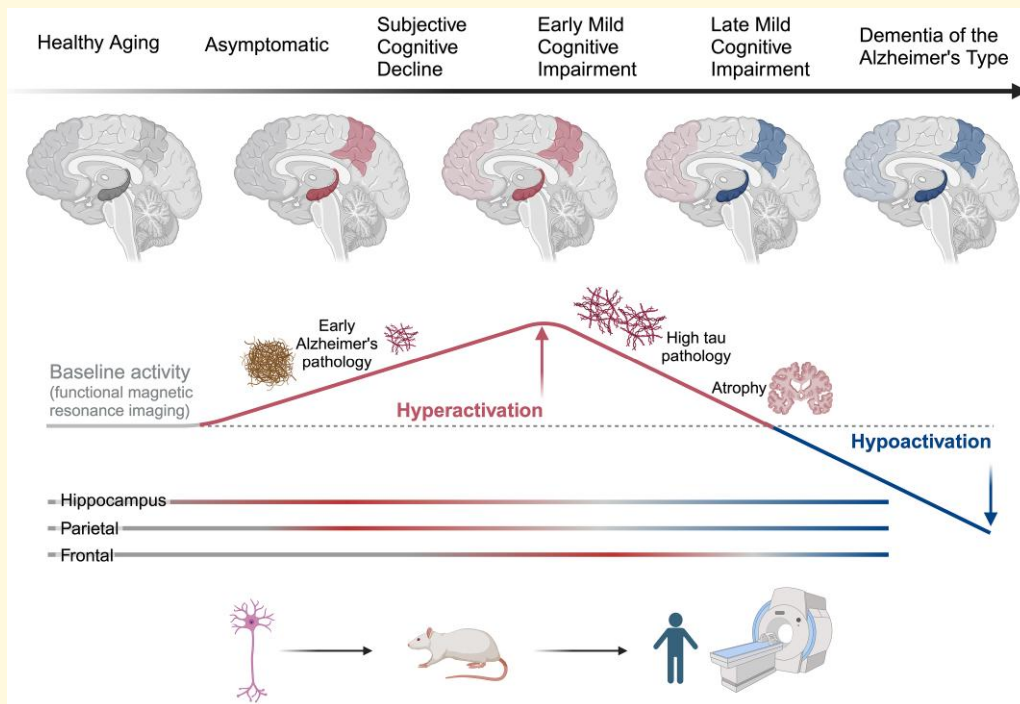 Healthy Aging
Asymptomatic
Subjective
Cognitive
Decline
Early Mild
Cognitive
Impairment
Late Mild
Cognitive
Impairment
Dementia of the
Alzheimer's Type
Early
Alzheimer's
pathology
High tau
pathology
Baseline activity
(functional magnetic
resonance imaging)
Atrophy
Hyperactivation
Hypoactivation
Hippocampus
Parietal
Frontal